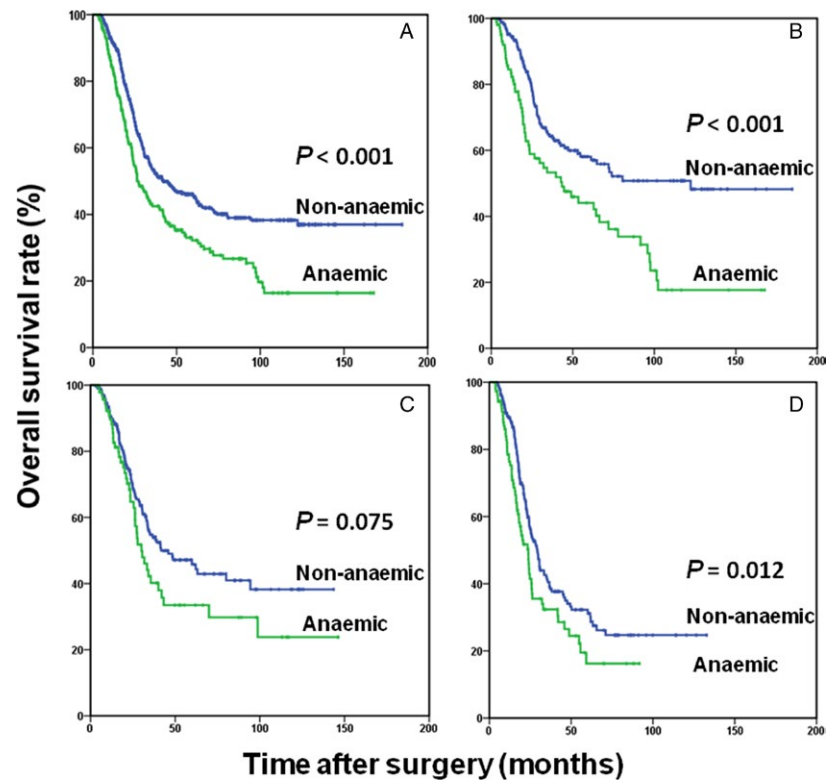 Overall survival rate (%)
A
100
80
60
40
20
0
P < 0.001
Non-anaemic
Anaemic
0 50 100 150 200
B
100
80
60
40
20
0
P < 0.001
Non-anaemic
Anaemic
0 50 100 150 200
C
100
80
60
40
20
0
P = 0.075
Non-anaemic
Anaemic
0 50 100 150 200
D
100
80
60
40
20
0
P = 0.012
Non-anaemic
Anaemic
0 50 100 150 200
Time after surgery (months)